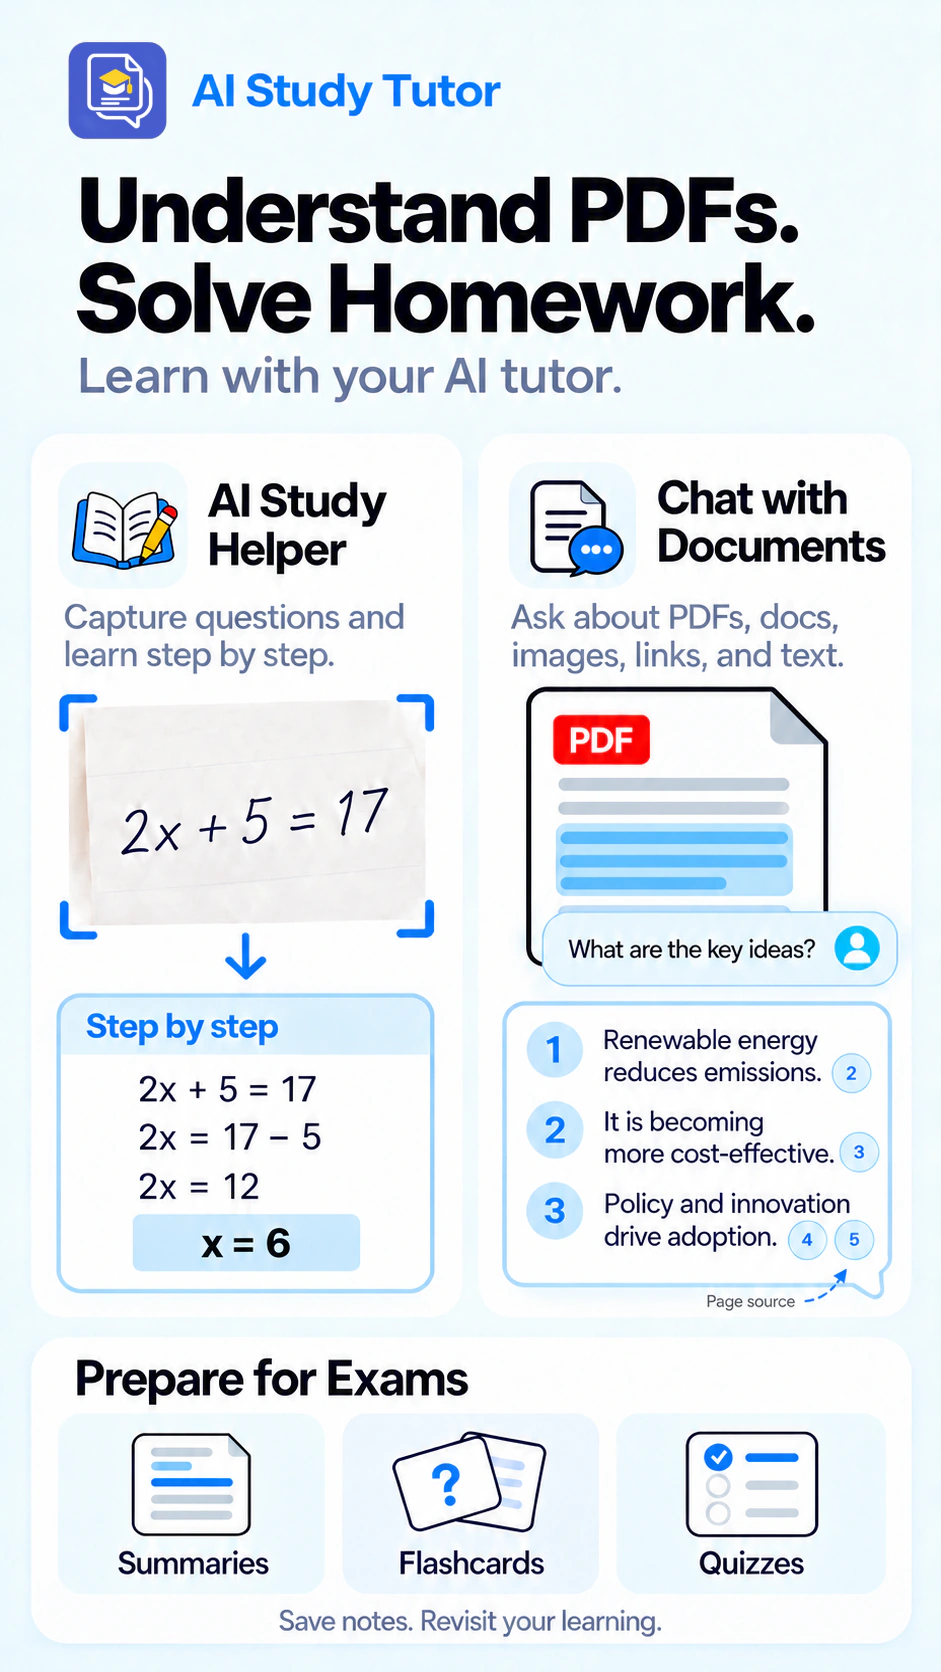 AI Study Tutor
Understand PDFs.
Solve Homework.
Learn with your AI tutor.
AI Study
Helper
Capture questions and
learn step by step.
2x + 5 = 17
Step by step
2x + 5 = 17
2x = 17 – 5
2x = 12
x = 6
Chat with
Documents
Ask about PDFs, docs,
images, links, and text.
PDF
What are the key ideas?
1 Renewable energy
reduces emissions. 2
2 It is becoming
more cost-effective. 3
3 Policy and innovation
drive adoption. 4 5
Page source
Prepare for Exams
?
Summaries
Flashcards
Quizzes
Save notes. Revisit your learning.